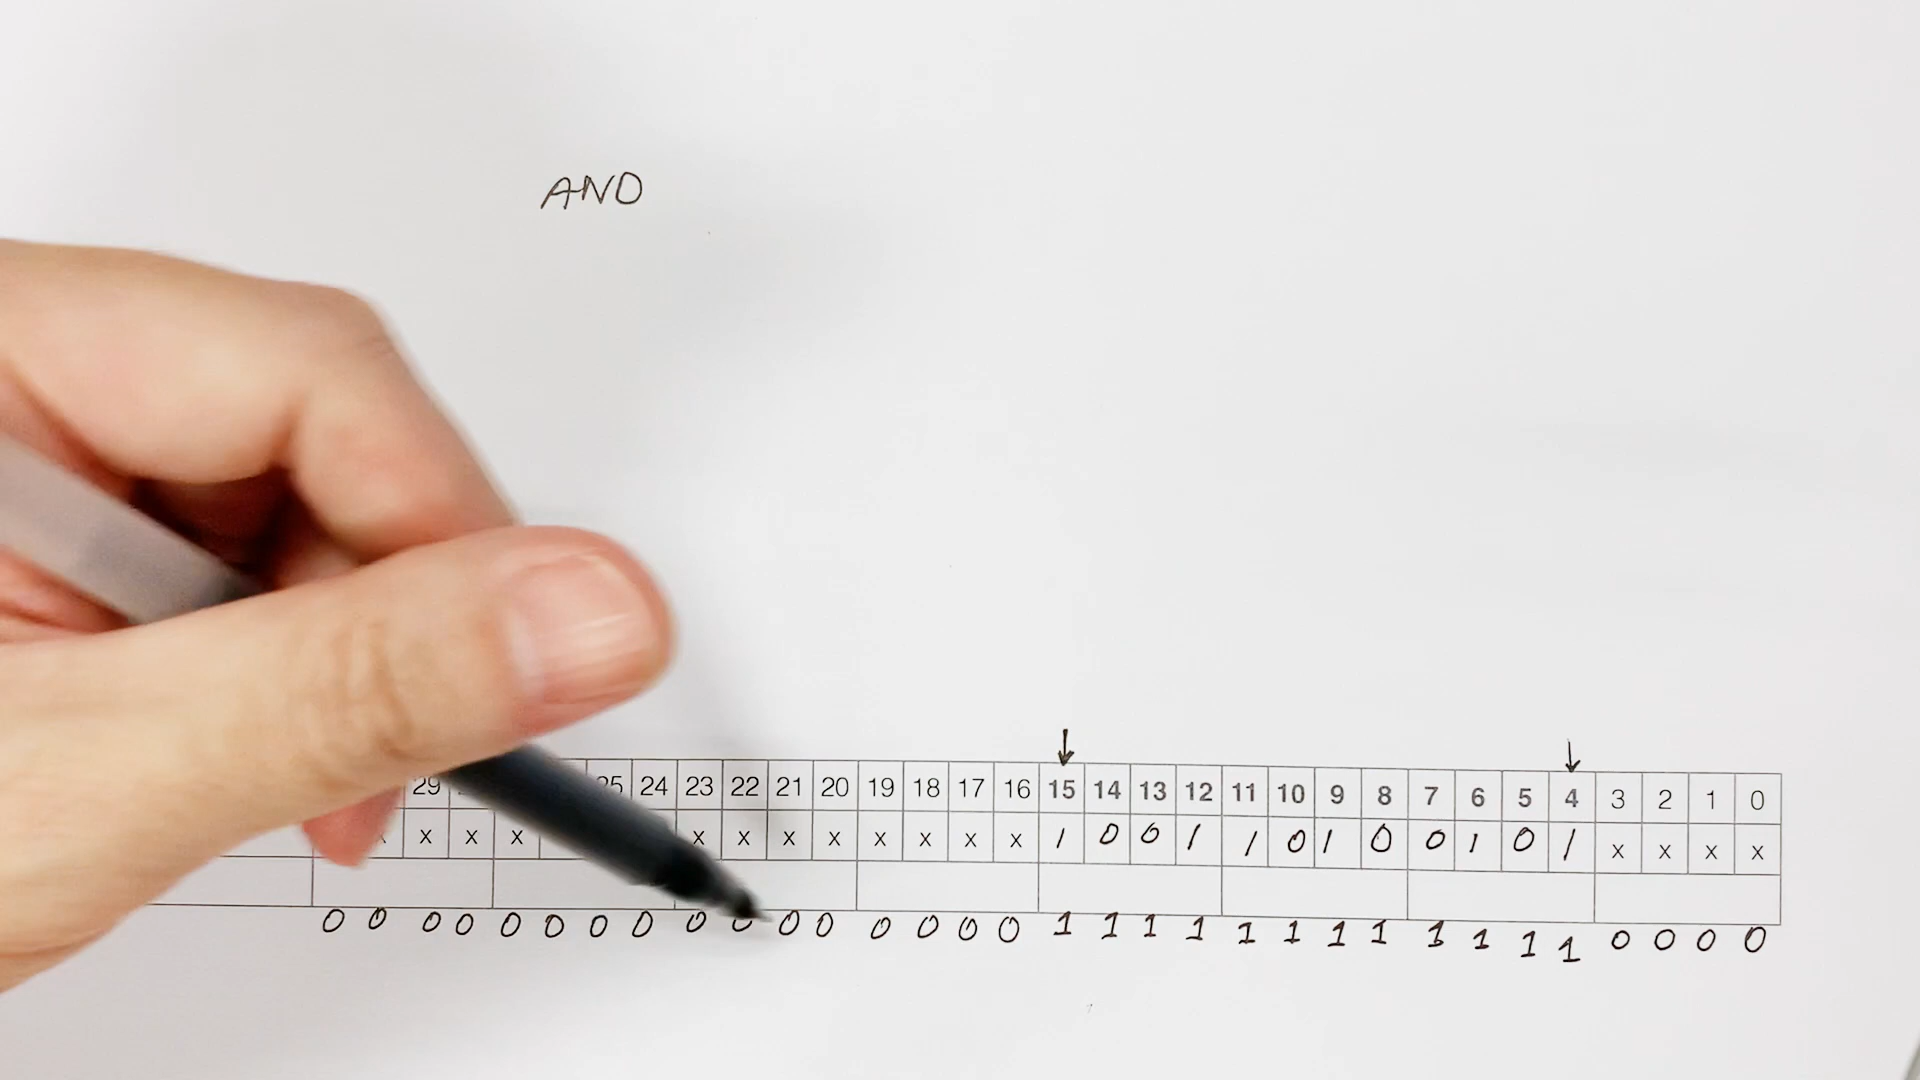 AND
↓ ↓
29 25 24 23 22 21 20 19 18 17 16 15 14 13 12 11 10 9 8 7 6 5 4 3 2 1 0
x x x x x x x x x x x 1 0 0 1 1 0 1 0 0 1 0 1 x x x x
0 0 0 0 0 0 0 0 0 0 0 0 0 0 0 0 1 1 1 1 1 1 1 1 1 1 1 1 0 0 0 0